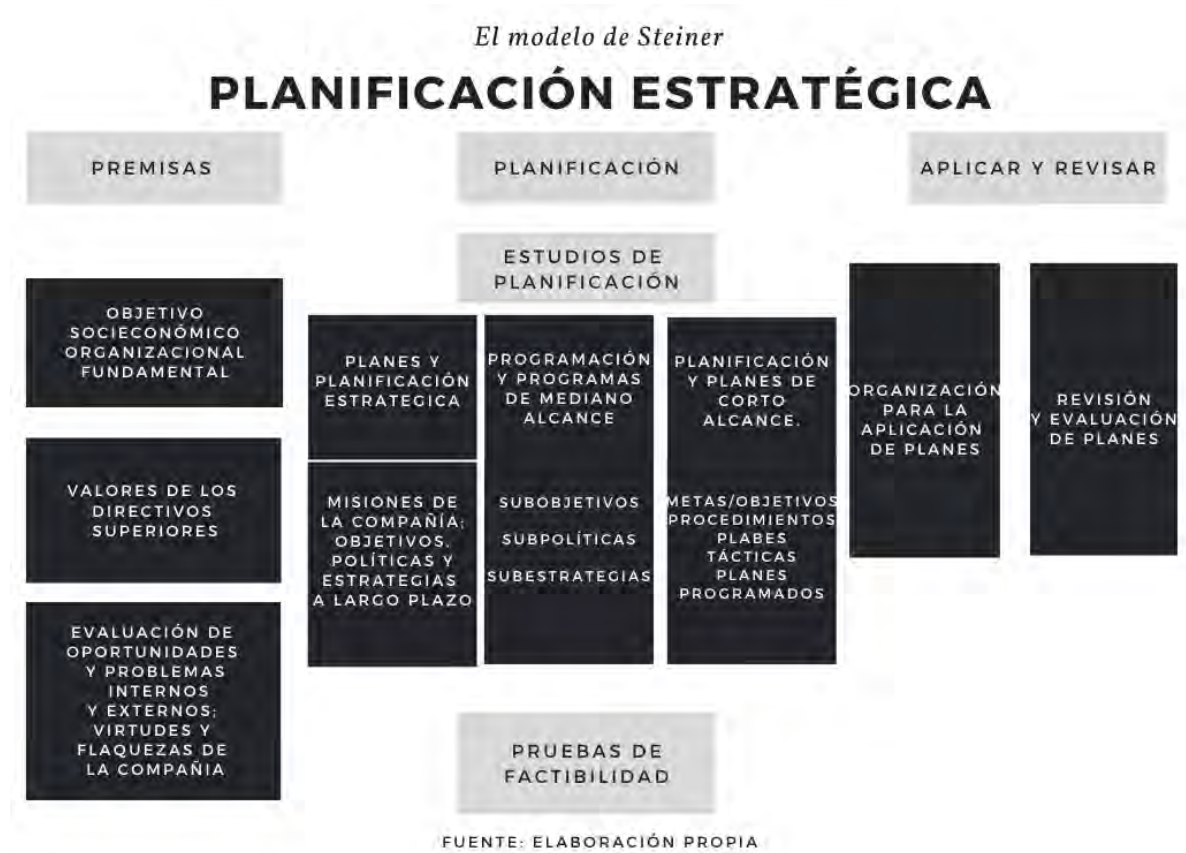 El modelo de Steiner
PLANIFICACIÓN ESTRATÉGICA
PREMISAS
PLANIFICACIÓN
APLICAR Y REVISAR
ESTUDIOS DE
PLANIFICACIÓN
OBJETIVO
SOCIECONÓMICO
ORGANIZACIONAL
FUNDAMENTAL
VALORES DE LOS
DIRECTIVOS
SUPERIORES
EVALUACIÓN DE
OPORTUNIDADES
Y PROBLEMAS
INTERNOS
Y EXTERNOS;
VIRTUDES Y
FLAQUEZAS DE
LA COMPAÑIA
PLANES Y
PLANIFICACIÓN
ESTRATEGICA
MISIONES DE
LA COMPAÑÍA;
OBJETIVOS,
POLÍTICAS Y
ESTRATEGIAS
A LARGO PLAZO
PROGRAMACIÓN
Y PROGRAMAS
DE MEDIANO
ALCANCE
SUBOBJETIVOS
SUBPOLÍTICAS
SUBESTRATEGIAS
PLANIFICACIÓN
Y PLANES DE
CORTO
ALCANCE.
METAS/OBJETIVOS
PROCEDIMIENTOS
PLABES
TÁCTICAS
PLANES
PROGRAMADOS
ORGANIZACIÓN
PARA LA
APLICACIÓN
DE PLANES
REVISIÓN
Y EVALUACIÓN
DE PLANES
PRUEBAS DE
FACTIBILIDAD
FUENTE: ELABORACIÓN PROPIA